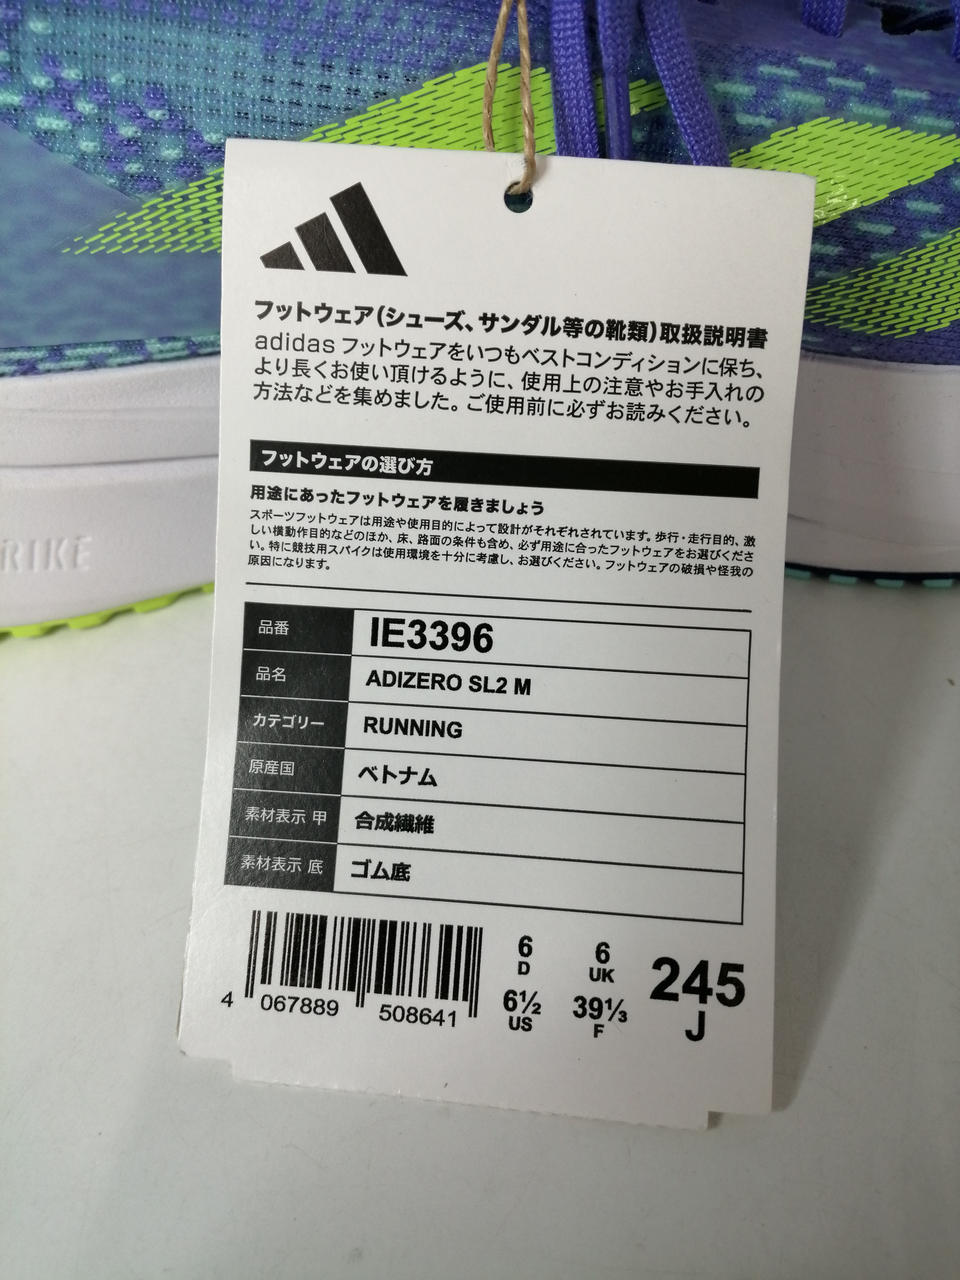 フットウェア(シューズ、サンダル等の靴類)取扱説明書
adidas フットウェアをいつもベストコンディションに保ち、
より長くお使い頂けるように、使用上の注意やお手入れの
方法などを集めました。ご使用前に必ずお読みください。
フットウェアの選び方
用途にあったフットウェアを履きましょう
スポーツフットウェアは用途や使用目的によって設計がそれぞれされています。歩行・走行目的、激
しい横動作目的などのほか、床、路面の条件も含め、必ず用途に合ったフットウェアをお選びくださ
い。特に競技用スパイクは使用環境を十分に考慮し、お選びください。フットウェアの破損や怪我の
原因になります。
品番 IE3396
品名 ADIZERO SL2 M
カテゴリー RUNNING
原産国 ベトナム
素材表示 甲 合成繊維
素材表示 底 ゴム底
4 067889 508641
6 D 6 UK
6½ US 39⅓ F
245 J
RIKE